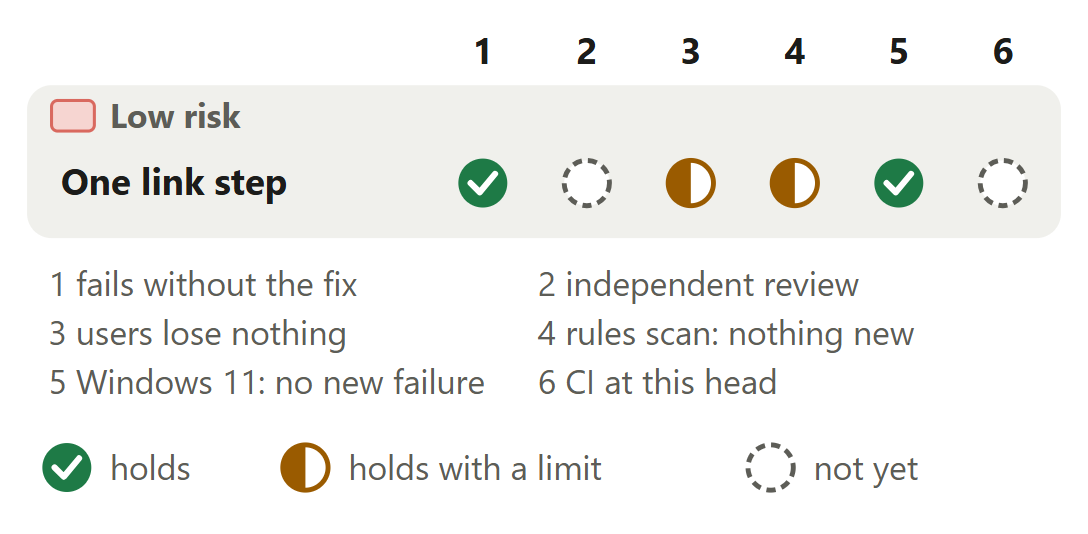 1 2 3 4 5 6
Low risk
One link step
1 fails without the fix 2 independent review
3 users lose nothing 4 rules scan: nothing new
5 Windows 11: no new failure 6 CI at this head
holds holds with a limit not yet